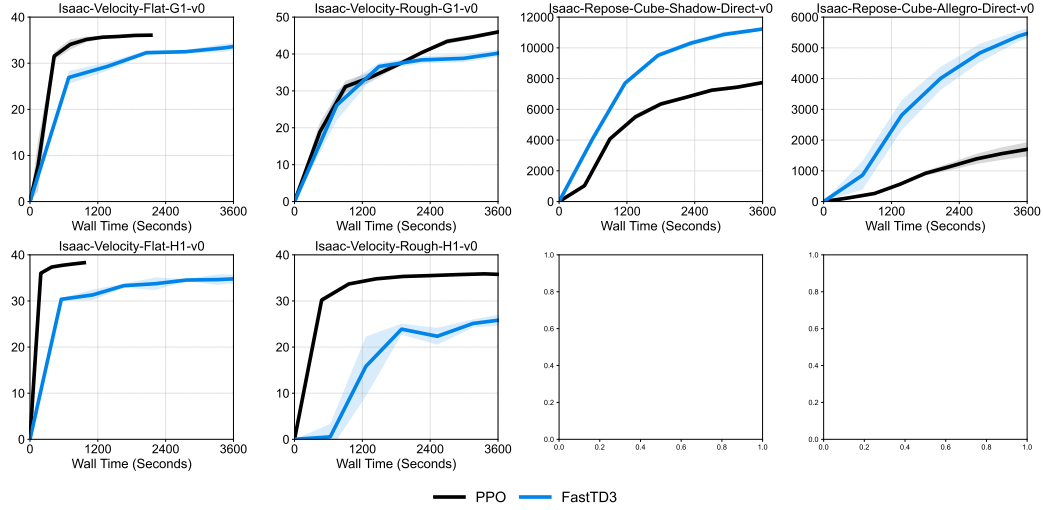 Isaac-Velocity-Flat-G1-v0
40
30
20
10
0
0 1200 2400 3600
Wall Time (Seconds)
Isaac-Velocity-Rough-G1-v0
50
40
30
20
10
0
0 1200 2400 3600
Wall Time (Seconds)
Isaac-Repose-Cube-Shadow-Direct-v0
12000
10000
8000
6000
4000
2000
0
0 1200 2400 3600
Wall Time (Seconds)
Isaac-Repose-Cube-Allegro-Direct-v0
6000
5000
4000
3000
2000
1000
0
0 1200 2400 3600
Wall Time (Seconds)
Isaac-Velocity-Flat-H1-v0
40
30
20
10
0
0 1200 2400 3600
Wall Time (Seconds)
Isaac-Velocity-Rough-H1-v0
40
30
20
10
0
0 1200 2400 3600
Wall Time (Seconds)
1.0
0.8
0.6
0.4
0.2
0.0
0.0 0.2 0.4 0.6 0.8 1.0
1.0
0.8
0.6
0.4
0.2
0.0
0.0 0.2 0.4 0.6 0.8 1.0
PPO FastTD3